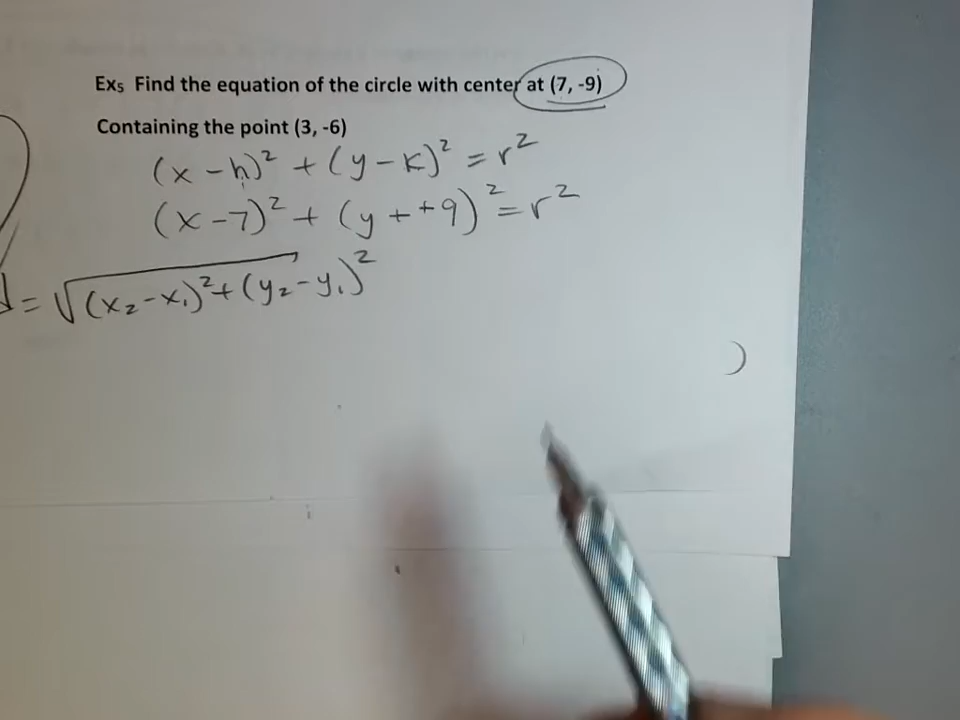 Ex₅ Find the equation of the circle with center at (7, -9)
Containing the point (3, -6)
(x - h)² + (y - k)² = r²
(x - 7)² + (y + +9)² = r²
d = √(x₂ - x₁)² + (y₂ - y₁)²